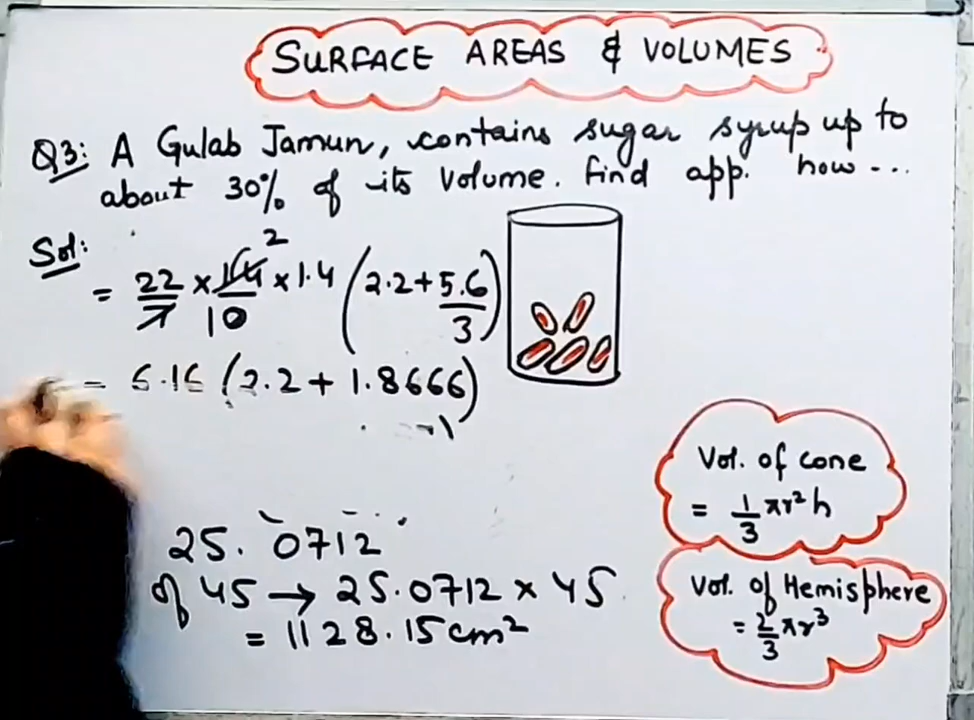 SURFACE AREAS & VOLUMES
Q3: A Gulab Jamun, contains sugar syrup up to
about 30% of its volume. Find app. how...
Sol:
= 22/7 × 14/10 2 × 1.4 (2.2 + 5.6/3)
= 6.16 (2.2 + 1.8666)
25.0712
of 45 → 25.0712 × 45
= 1128.15 cm²
Vol. of cone
= 1/3 πr²h
Vol. of Hemisphere
= 2/3 πr³